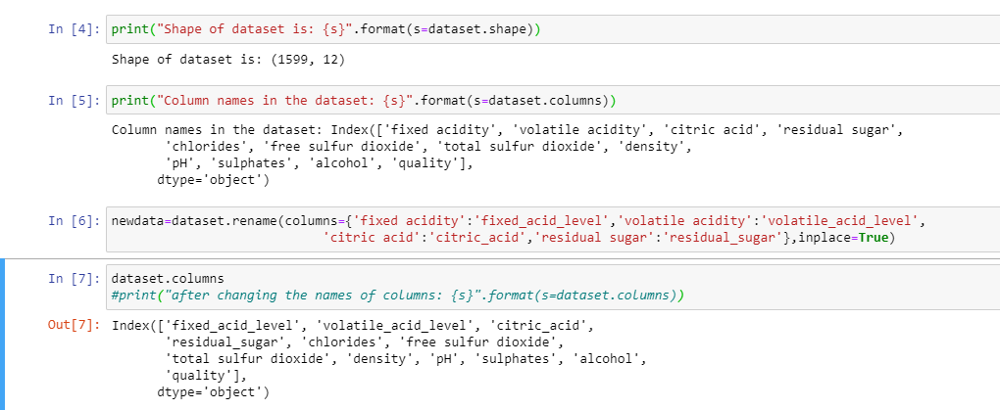 In [4]: print("Shape of dataset is: {s}".format(s=dataset.shape))
Shape of dataset is: (1599, 12)
In [5]: print("Column names in the dataset: {s}".format(s=dataset.columns))
Column names in the dataset: Index(['fixed acidity', 'volatile acidity', 'citric acid', 'residual sugar',
'chlorides', 'free sulfur dioxide', 'total sulfur dioxide', 'density',
'pH', 'sulphates', 'alcohol', 'quality'],
dtype='object')
In [6]: newdata=dataset.rename(columns={'fixed acidity':'fixed_acid_level','volatile acidity':'volatile_acid_level',
'citric acid':'citric_acid','residual sugar':'residual_sugar'},inplace=True)
In [7]: dataset.columns
#print("after changing the names of columns: {s}".format(s=dataset.columns))
Out[7]: Index(['fixed_acid_level', 'volatile_acid_level', 'citric_acid',
'residual_sugar', 'chlorides', 'free sulfur dioxide',
'total sulfur dioxide', 'density', 'pH', 'sulphates', 'alcohol',
'quality'],
dtype='object')